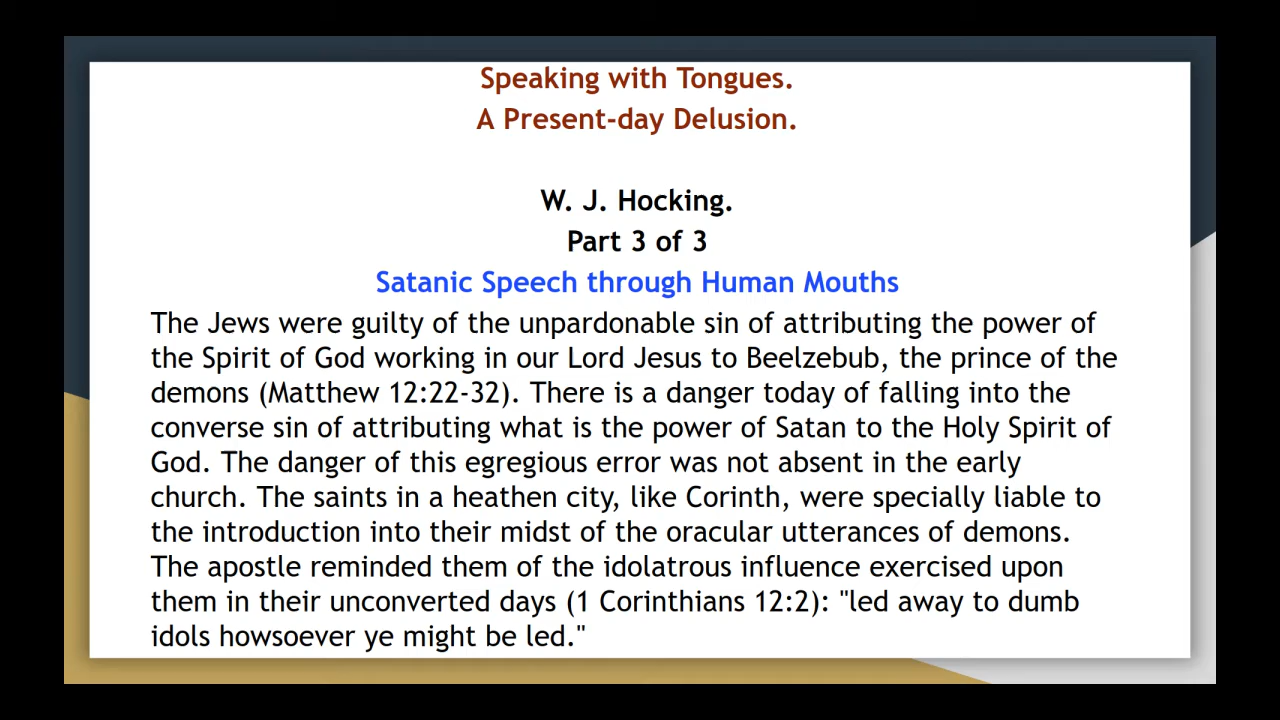 Speaking with Tongues.
A Present-day Delusion.
W. J. Hocking.
Part 3 of 3
Satanic Speech through Human Mouths
The Jews were guilty of the unpardonable sin of attributing the power of
the Spirit of God working in our Lord Jesus to Beelzebub, the prince of the
demons (Matthew 12:22-32). There is a danger today of falling into the
converse sin of attributing what is the power of Satan to the Holy Spirit of
God. The danger of this egregious error was not absent in the early
church. The saints in a heathen city, like Corinth, were specially liable to
the introduction into their midst of the oracular utterances of demons.
The apostle reminded them of the idolatrous influence exercised upon
them in their unconverted days (1 Corinthians 12:2): "led away to dumb
idols howsoever ye might be led."